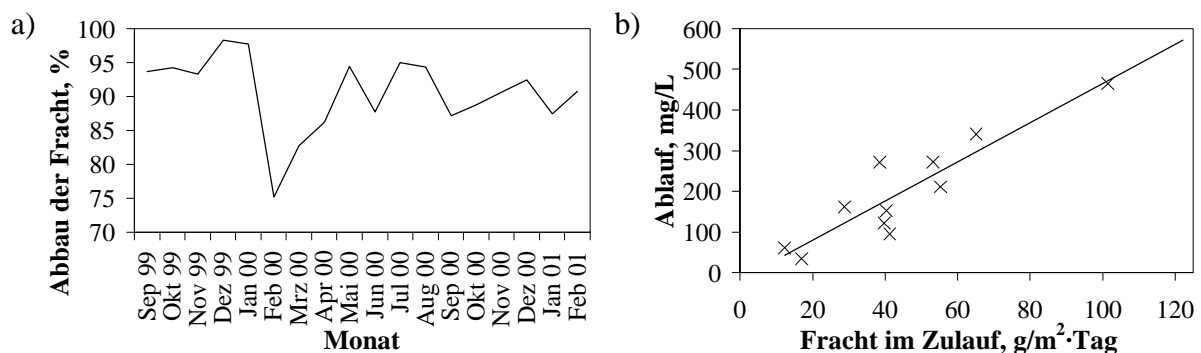 a)
Abbau der Fracht, %
100
95
90
85
80
75
70
Sep 99
Okt 99
Nov 99
Dez 99
Jan 00
Feb 00
Mrz 00
Apr 00
Mai 00
Jun 00
Jul 00
Aug 00
Sep 00
Okt 00
Nov 00
Dez 00
Jan 01
Feb 01
Monat
b)
Ablauf, mg/L
600
500
400
300
200
100
0
0 20 40 60 80 100 120
Fracht im Zulauf, g/m²·Tag